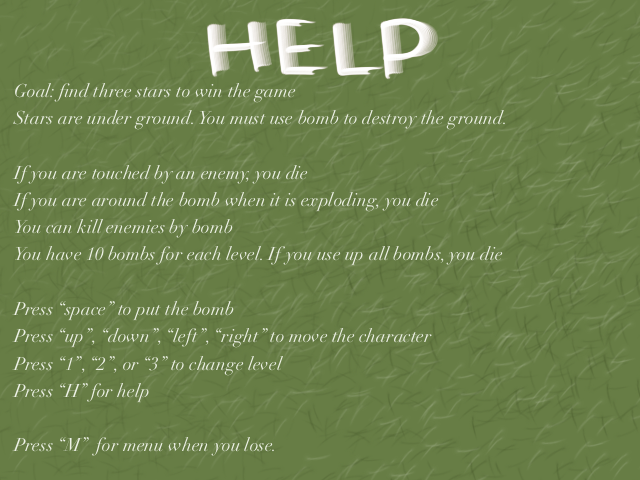 HELP
Goal: find three stars to win the game
Stars are under ground. You must use bomb to destroy the ground.
If you are touched by an enemy, you die
If you are around the bomb when it is exploding, you die
You can kill enemies by bomb
You have 10 bombs for each level. If you use up all bombs, you die
Press “space” to put the bomb
Press “up”, “down”, “left”, “right” to move the character
Press “1”, “2”, or “3” to change level
Press “H” for help
Press “M” for menu when you lose.